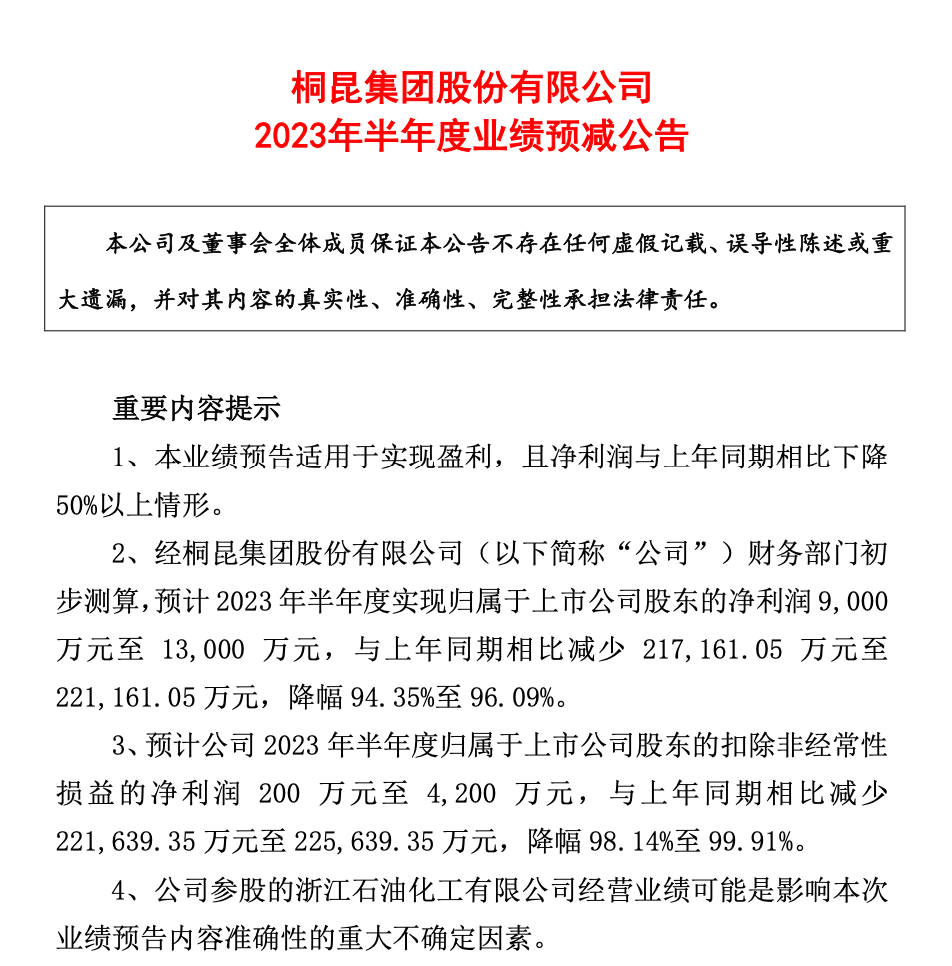 桐昆集团股份有限公司
2023年半年度业绩预减公告
本公司及董事会全体成员保证本公告不存在任何虚假记载、误导性陈述或重
大遗漏，并对其内容的真实性、准确性、完整性承担法律责任。
重要内容提示
1、本业绩预告适用于实现盈利，且净利润与上年同期相比下降
50%以上情形。
2、经桐昆集团股份有限公司（以下简称“公司”）财务部门初
步测算，预计 2023 年半年度实现归属于上市公司股东的净利润 9,000
万元至 13,000 万元，与上年同期相比减少 217,161.05 万元至
221,161.05 万元，降幅 94.35%至 96.09%。
3、预计公司 2023 年半年度归属于上市公司股东的扣除非经常性
损益的净利润 200 万元至 4,200 万元，与上年同期相比减少
221,639.35 万元至 225,639.35 万元，降幅 98.14%至 99.91%。
4、公司参股的浙江石油化工有限公司经营业绩可能是影响本次
业绩预告内容准确性的重大不确定因素。